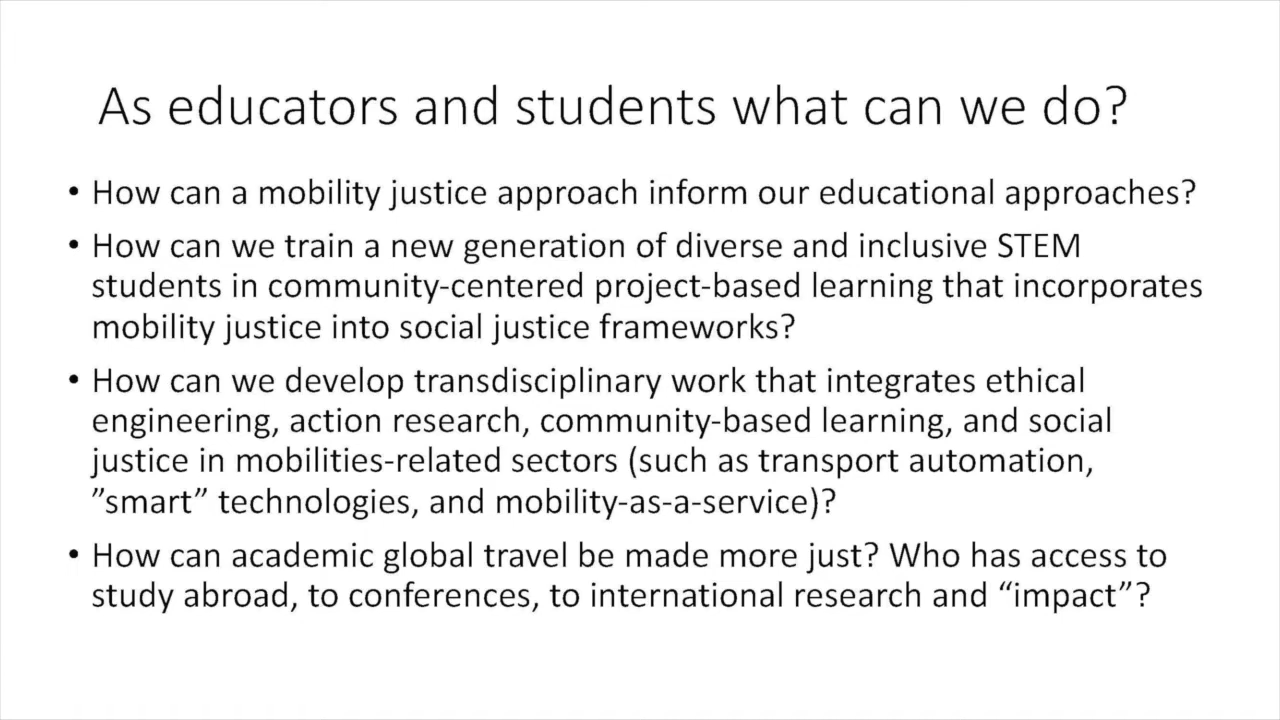 As educators and students what can we do?
• How can a mobility justice approach inform our educational approaches?
• How can we train a new generation of diverse and inclusive STEM
students in community-centered project-based learning that incorporates
mobility justice into social justice frameworks?
• How can we develop transdisciplinary work that integrates ethical
engineering, action research, community-based learning, and social
justice in mobilities-related sectors (such as transport automation,
”smart” technologies, and mobility-as-a-service)?
• How can academic global travel be made more just? Who has access to
study abroad, to conferences, to international research and “impact”?